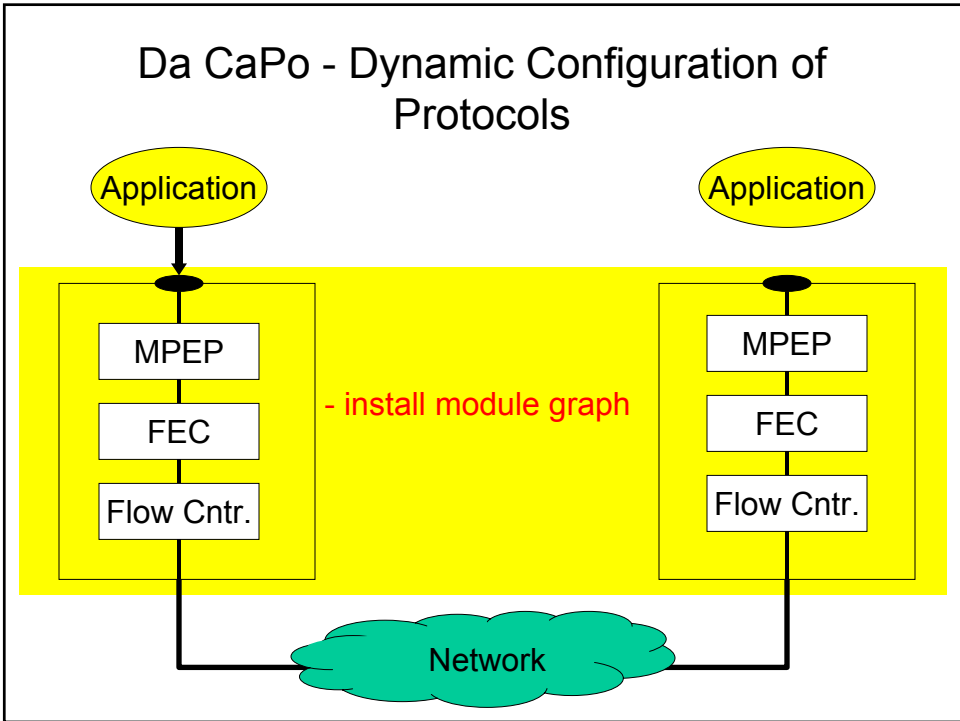 Da CaPo - Dynamic Configuration of
Protocols
Application
Application
MPEP
FEC
Flow Cntr.
- install module graph
MPEP
FEC
Flow Cntr.
Network